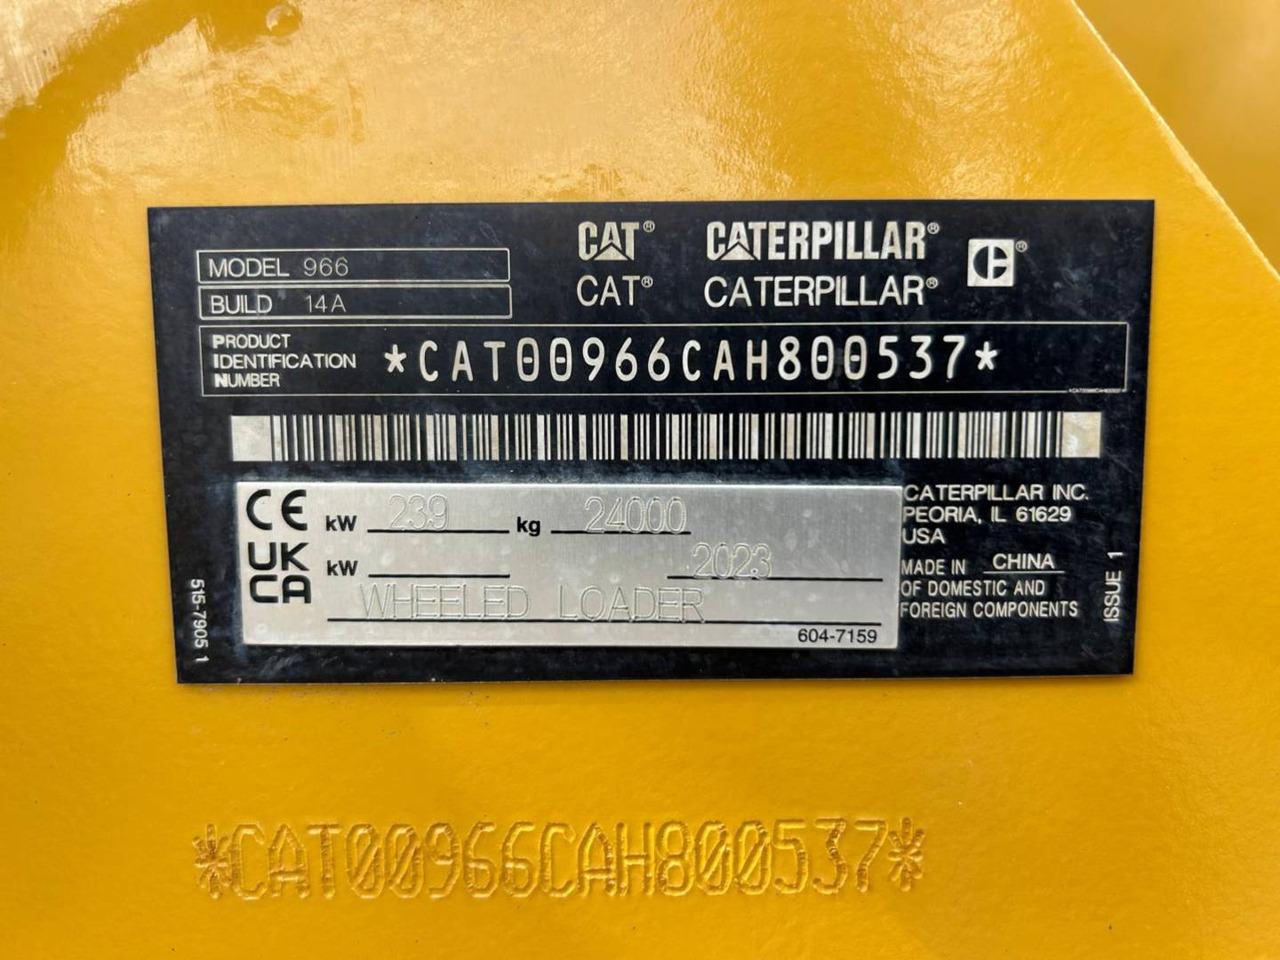 CAT® CATERPILLAR®
CAT® CATERPILLAR®
MODEL 966
BUILD 14A
PRODUCT IDENTIFICATION NUMBER *CAT00966CAH800537*
CE kW 239 kg 24000
UKCA kW 2023
WHEELED LOADER
604-7159
CATERPILLAR INC.
PEORIA, IL 61629
USA
MADE IN CHINA
OF DOMESTIC AND
FOREIGN COMPONENTS
515-7905 1
ISSUE 1
*CAT00966CAH800537*